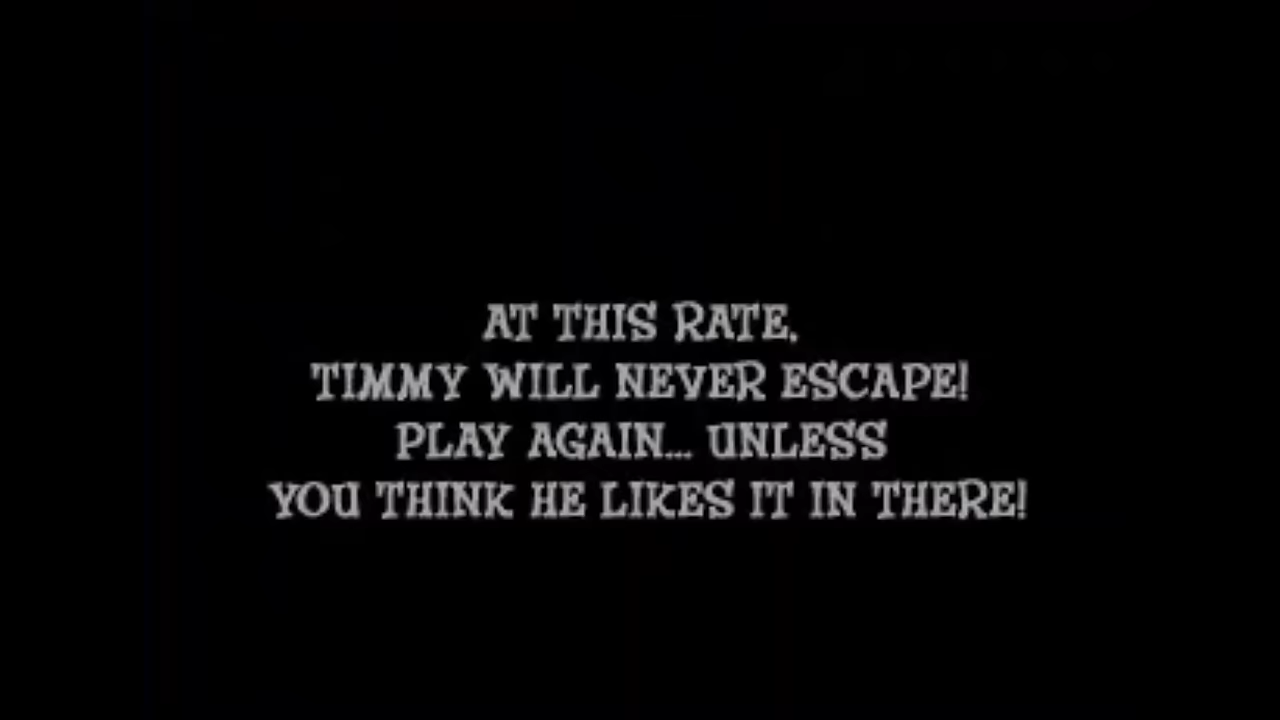 AT THIS RATE,
TIMMY WILL NEVER ESCAPE!
PLAY AGAIN... UNLESS
YOU THINK HE LIKES IT IN THERE!